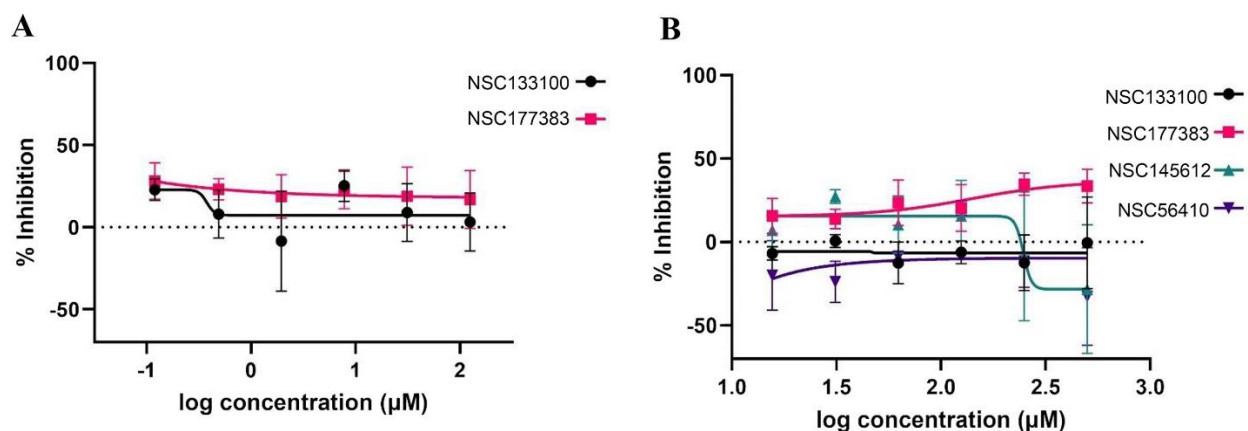 A
% Inhibition
100
50
0
-50
-1
0
1
2
log concentration (µM)
NSC133100
NSC177383
B
% Inhibition
100
50
0
-50
1.0
1.5
2.0
2.5
3.0
log concentration (µM)
NSC133100
NSC177383
NSC145612
NSC56410